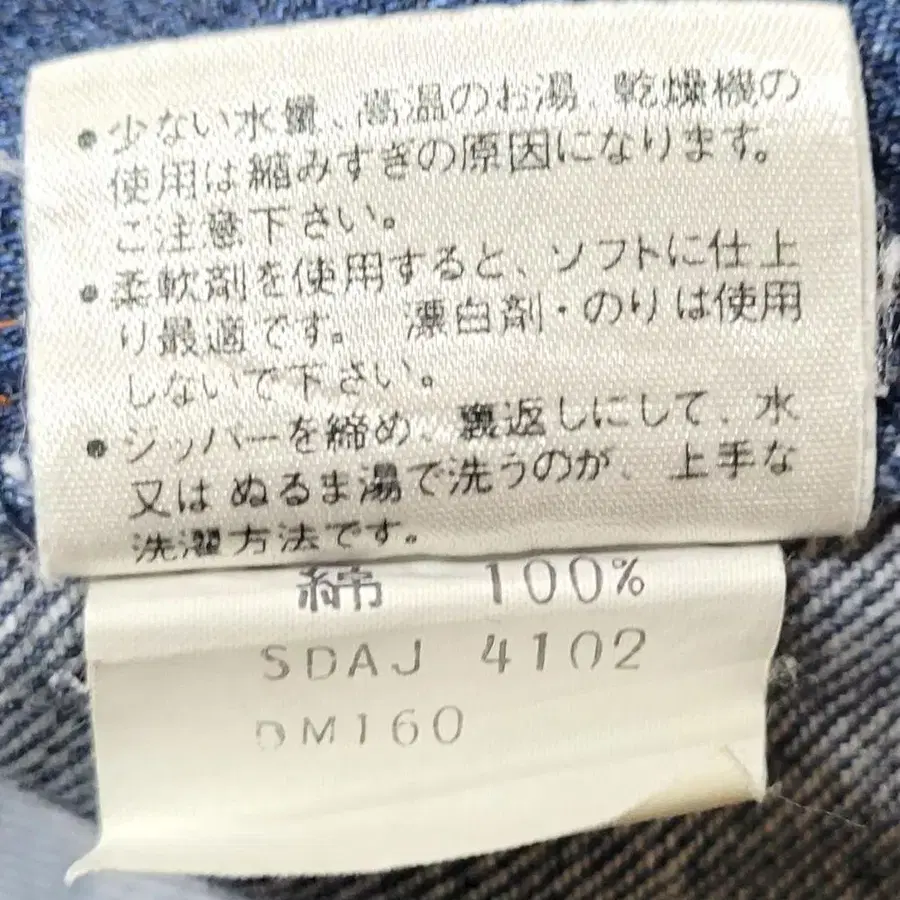 • 少ない水量、高温のお湯、乾燥機の
使用は縮みすぎの原因になります。
ご注意下さい。
• 柔軟剤を使用すると、ソフトに仕上
り最適です。 漂白剤・のりは使用
しないで下さい。
• ジッパーを締め、裏返しにして、水
又は ぬるま湯で洗うのが、上手な
洗濯方法です。
綿 100%
SDAJ 4102
DM160